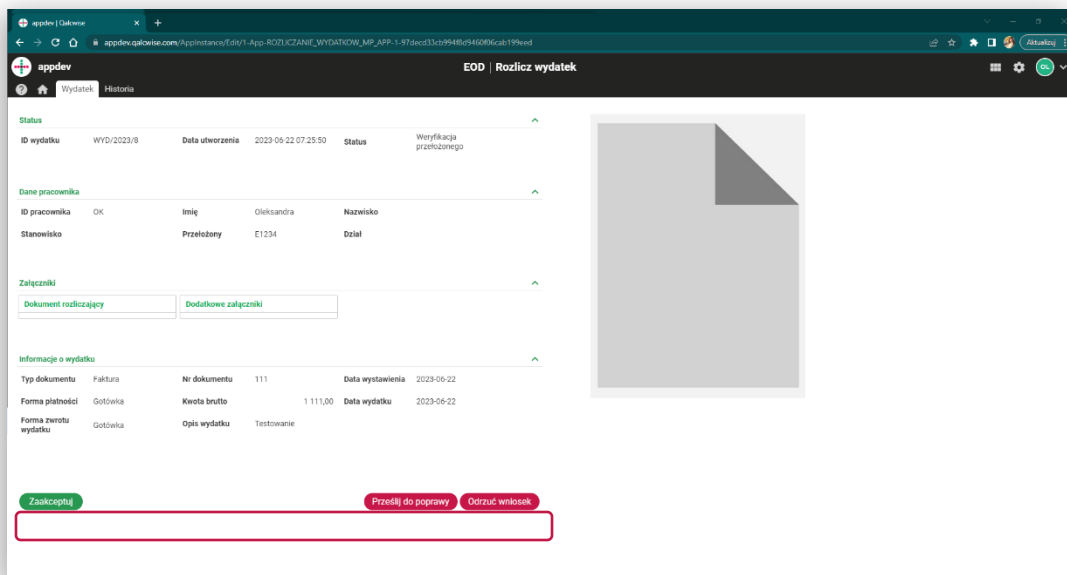 appdev | Qalcwise
appdev.qalcwise.com/AppInstance/Edit/1-App-ROZLICZANIE_WYDATKOW_MP_APP-1-97decd33cb994f8d9460f06cab199eed
Aktualizuj
appdev
EOD | Rozlicz wydatek
OL
Wydatek Historia
Status
ID wydatku WYD/2023/8 Data utworzenia 2023-06-22 07:25:50 Status Weryfikacja
przełożonego
Dane pracownika
ID pracownika OK Imię Oleksandra Nazwisko
Stanowisko Przełożony E1234 Dział
Załączniki
Dokument rozliczający Dodatkowe załączniki
Informacje o wydatku
Typ dokumentu Faktura Nr dokumentu 111 Data wystawienia 2023-06-22
Forma płatności Gotówka Kwota brutto 1 111,00 Data wydatku 2023-06-22
Forma zwrotu
wydatku Gotówka Opis wydatku Testowanie
Zaakceptuj Prześlij do poprawy Odrzuć wniosek